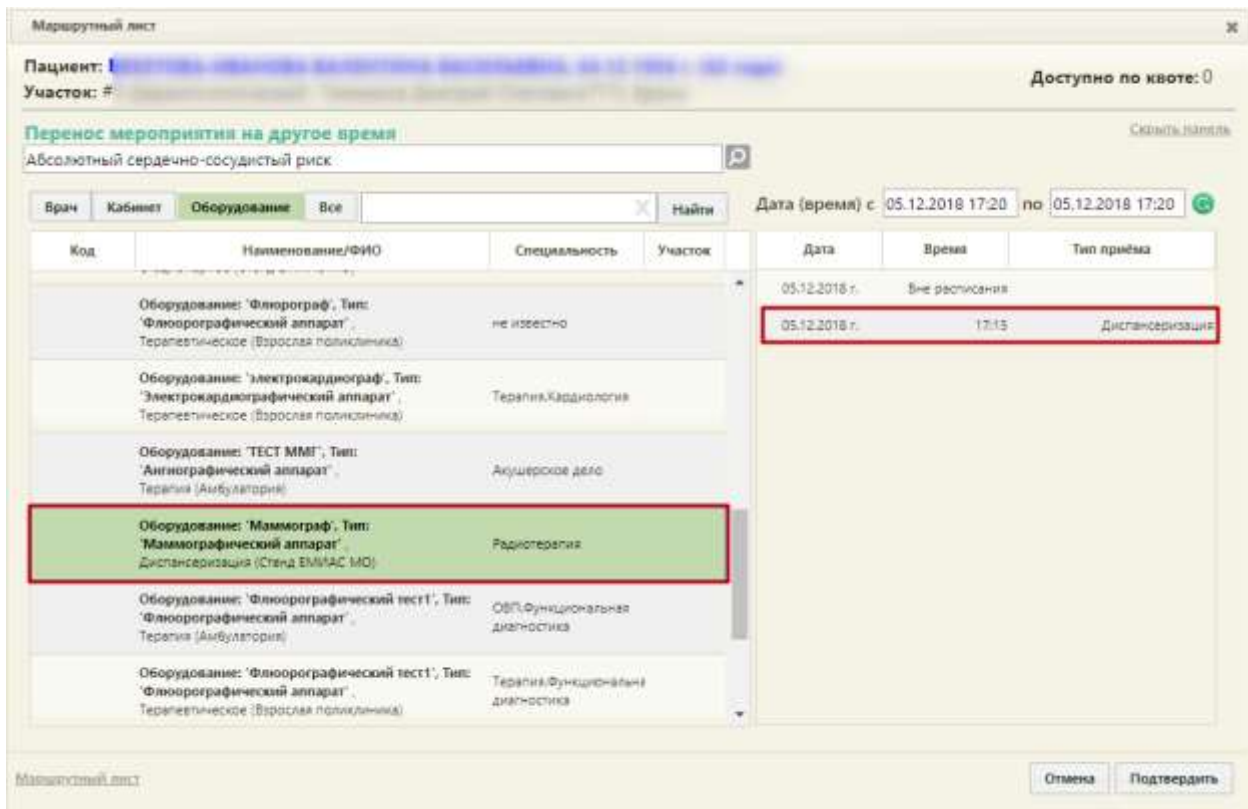 Маршрутный лист
Пациент:
Участок: #
Доступно по квоте: 0
Перенос мероприятия на другое время
Скрыть панель
Абсолютный сердечно-сосудистый риск
Врач Кабинет Оборудование Все Найти
Дата (время) с 05.12.2018 17:20 по 05.12.2018 17:20
Код Наименование/ФИО Специальность Участок
Дата Время Тип приёма
05.12.2018 г. Вне расписания
05.12.2018 г. 17:15 Диспансеризация
Оборудование: 'Флюрограф', Тип:
'Флюорографический аппарат' ,
Терапевтическое (Взрослая поликлиника)
не известно
Оборудование: 'электрокардиограф', Тип:
'Электрокардиографический аппарат' ,
Терапевтическое (Взрослая поликлиника)
Терапия.Кардиология
Оборудование: 'ТЕСТ ММГ', Тип:
'Ангиографический аппарат' ,
Терапия (Амбулатория)
Акушерское дело
Оборудование: 'Маммограф', Тип:
'Маммографический аппарат' ,
Диспансеризация (Стенд ЕМИАС МО)
Радиотерапия
Оборудование: 'Флюорографический тест1', Тип:
'Флюорографический аппарат' ,
Терапия (Амбулатория)
ОВП.Функциональная
диагностика
Оборудование: 'Флюорографический тест1', Тип:
'Флюорографический аппарат' ,
Терапевтическое (Взрослая поликлиника)
Терапия.Функциональна
диагностика
Маршрутный лист
Отмена Подтвердить